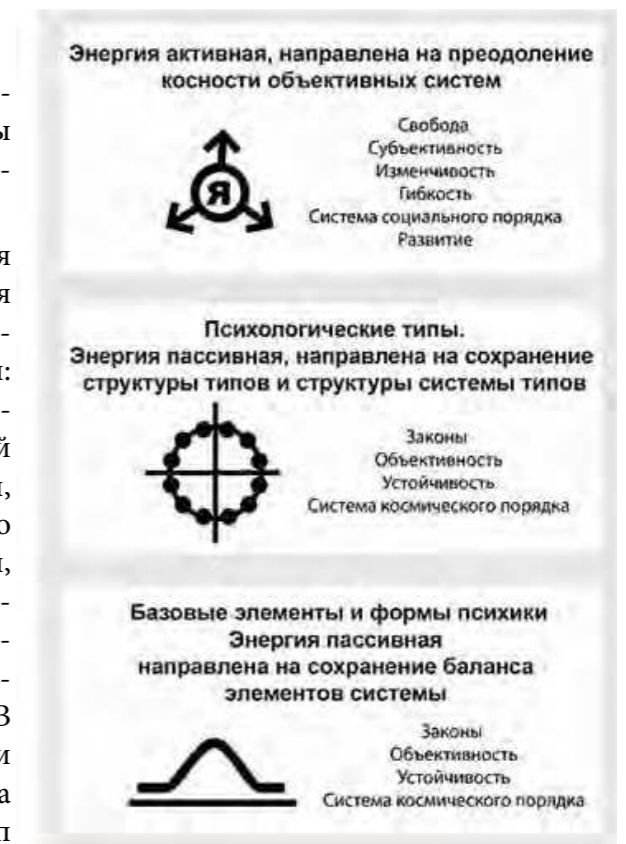 -
ы
-
я
я
-
и:
-
й
и,
о
и,
-
-
-
В
и
а
п
Энергия активная, направлена на преодоление
косности объективных систем
Я
Свобода
Субъективность
Изменчивость
Гибкость
Система социального порядка
Развитие
Психологические типы.
Энергия пассивная, направлена на сохранение
структуры типов и структуры системы типов
Законы
Объективность
Устойчивость
Система космического порядка
Базовые элементы и формы психики
Энергия пассивная
направлена на сохранение баланса
элементов системы
Законы
Объективность
Устойчивость
Система космического порядка